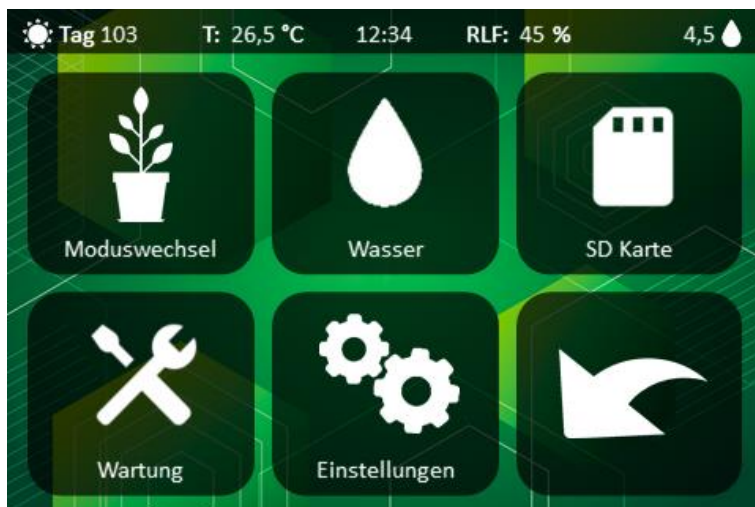 Tag 103 T: 26,5 °C 12:34 RLF: 45 % 4,5
Moduswechsel Wasser SD Karte
Wartung Einstellungen